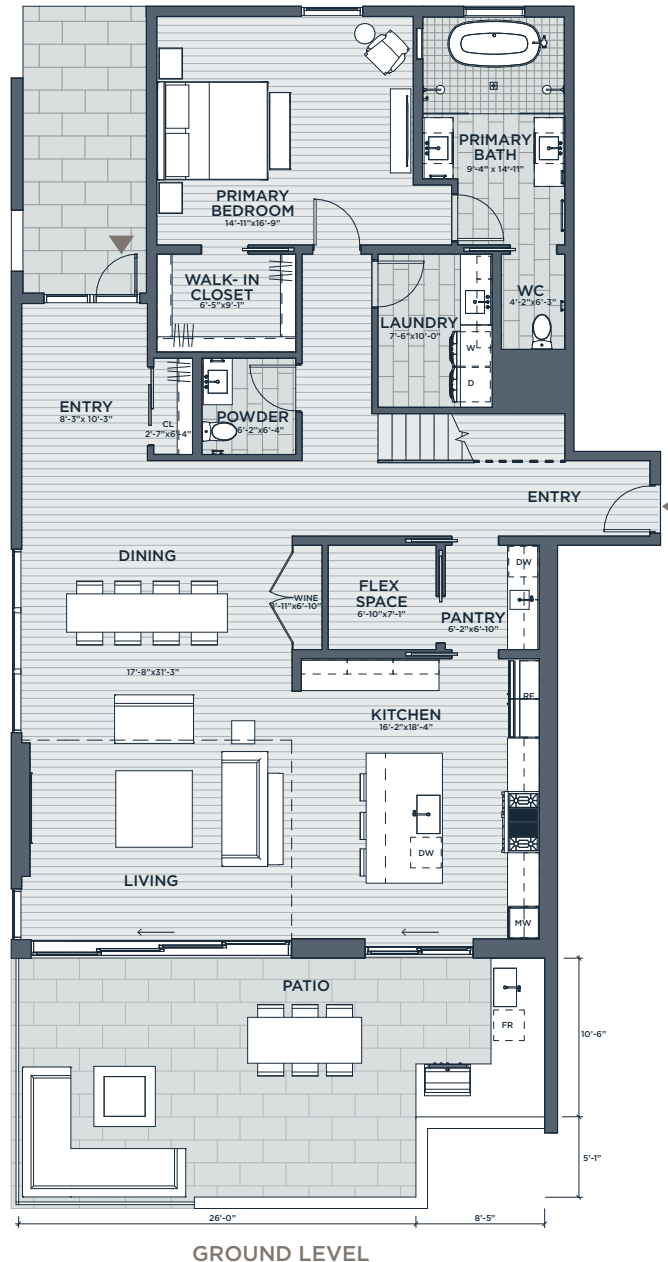 PRIMARY
BATH
9'-4" x 14'-11"
PRIMARY
BEDROOM
14'-11"x16'-9"
WALK- IN
CLOSET
6'-5"x9'-1"
WC
4'-2"x6'-3"
LAUNDRY
7'-6"x10'-0"
W
D
ENTRY
8'-3"x 10'-3"
CL
2'-7"x6'-4"
POWDER
6'-2"x6'-4"
ENTRY
DINING
DW
FLEX
SPACE
6'-10"x7'-1"
WINE
PANTRY
6'-2"x6'-10"
17'-8"x31'-3"
RF
KITCHEN
16'-2"x18'-4"
DW
LIVING
MW
PATIO
FR
10'-6"
5'-1"
26'-0"
8'-5"
GROUND LEVEL